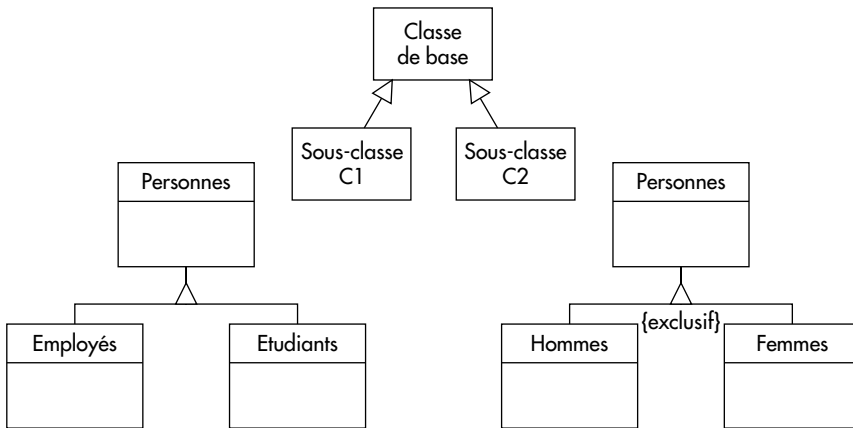 Classe
de base
Sous-classe
C1
Sous-classe
C2
Personnes
Personnes
{exclusif}
Employés
Etudiants
Hommes
Femmes